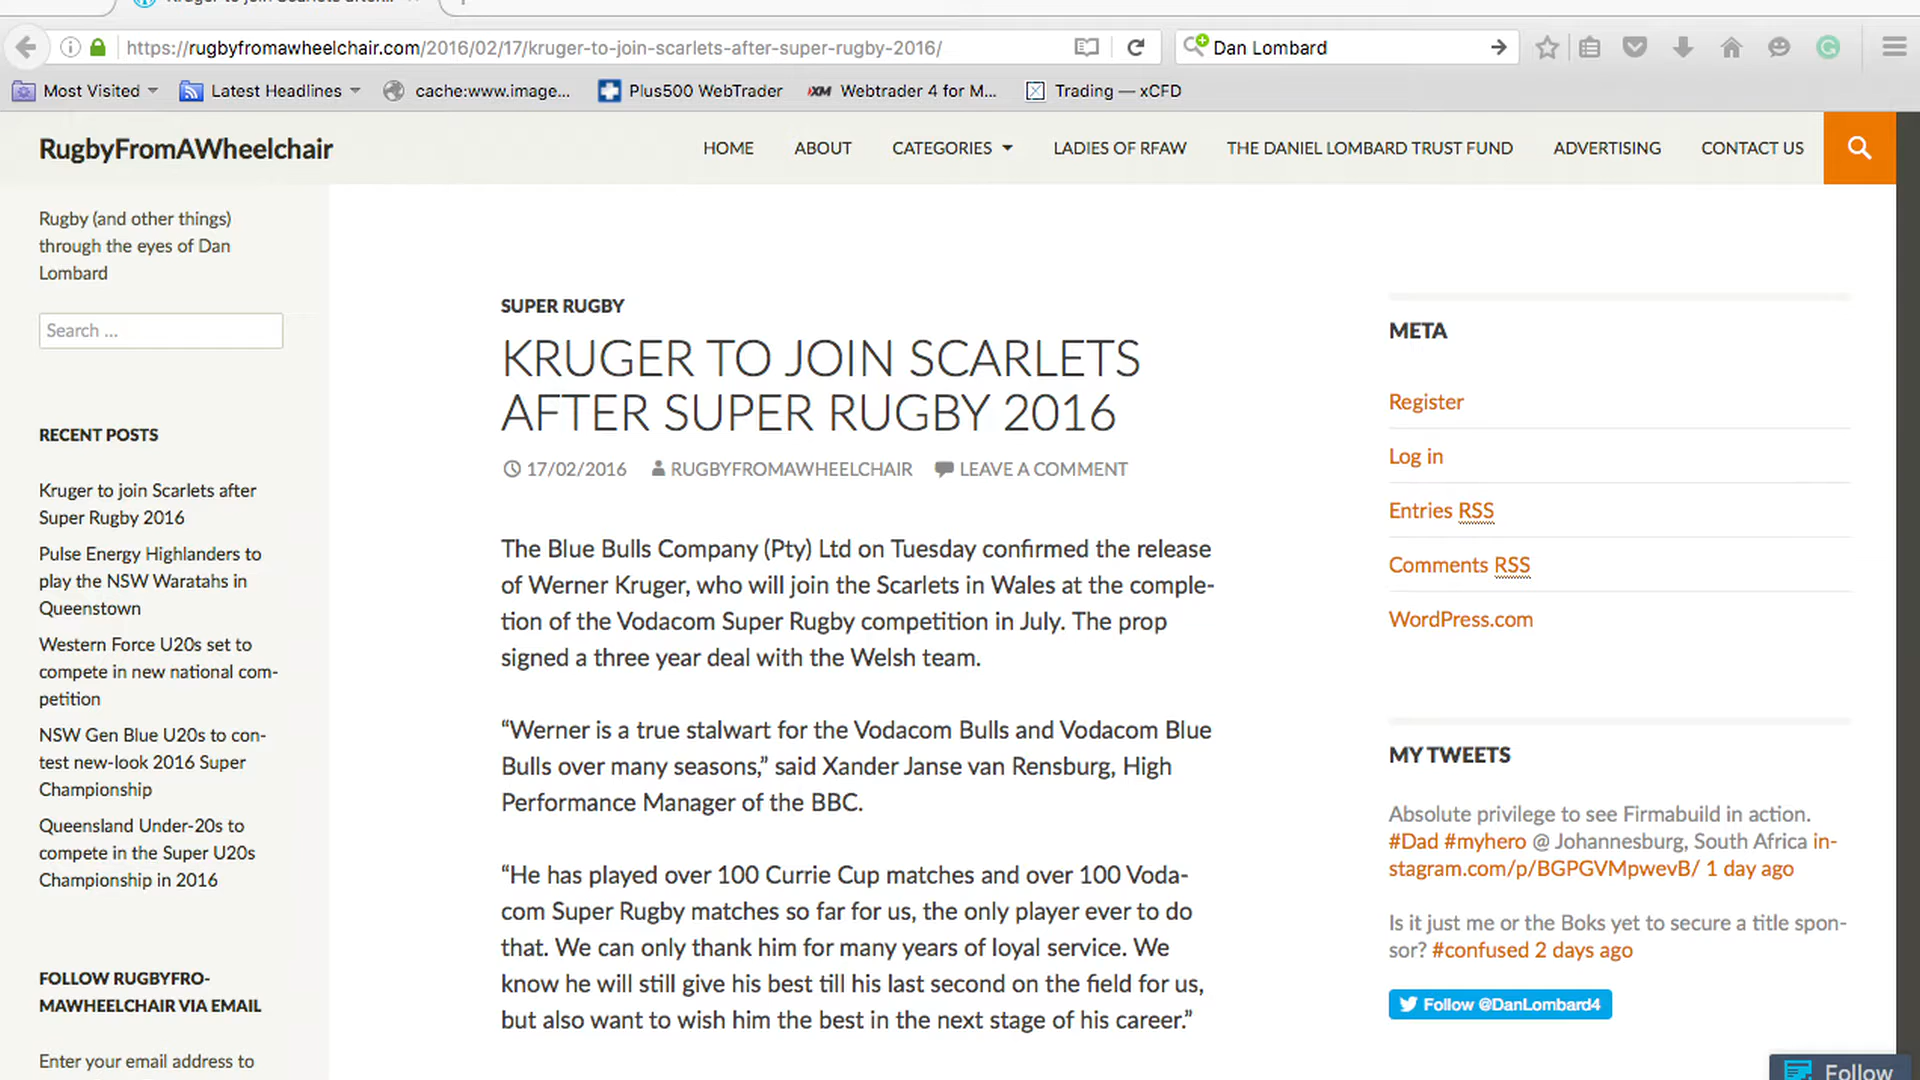 https://rugbyfromawheelchair.com/2016/02/17/kruger-to-join-scarlets-after-super-rugby-2016/
Dan Lombard
Most Visited
Latest Headlines
cache:www.image...
Plus500 WebTrader
XM Webtrader 4 for M...
Trading — xCFD
RugbyFromAWheelchair
HOME
ABOUT
CATEGORIES
LADIES OF RFAW
THE DANIEL LOMBARD TRUST FUND
ADVERTISING
CONTACT US
Rugby (and other things)
through the eyes of Dan
Lombard
Search ...
RECENT POSTS
Kruger to join Scarlets after
Super Rugby 2016
Pulse Energy Highlanders to
play the NSW Waratahs in
Queenstown
Western Force U20s set to
compete in new national com-
petition
NSW Gen Blue U20s to con-
test new-look 2016 Super
Championship
Queensland Under-20s to
compete in the Super U20s
Championship in 2016
FOLLOW RUGBYFRO-
MAWHEELCHAIR VIA EMAIL
Enter your email address to
SUPER RUGBY
KRUGER TO JOIN SCARLETS
AFTER SUPER RUGBY 2016
17/02/2016
RUGBYFROMAWHEELCHAIR
LEAVE A COMMENT
The Blue Bulls Company (Pty) Ltd on Tuesday confirmed the release
of Werner Kruger, who will join the Scarlets in Wales at the comple-
tion of the Vodacom Super Rugby competition in July. The prop
signed a three year deal with the Welsh team.
“Werner is a true stalwart for the Vodacom Bulls and Vodacom Blue
Bulls over many seasons,” said Xander Janse van Rensburg, High
Performance Manager of the BBC.
“He has played over 100 Currie Cup matches and over 100 Voda-
com Super Rugby matches so far for us, the only player ever to do
that. We can only thank him for many years of loyal service. We
know he will still give his best till his last second on the field for us,
but also want to wish him the best in the next stage of his career.”
META
Register
Log in
Entries RSS
Comments RSS
WordPress.com
MY TWEETS
Absolute privilege to see Firmabuild in action.
#Dad #myhero @ Johannesburg, South Africa in-
stagram.com/p/BGPGVMpwevB/ 1 day ago
Is it just me or the Boks yet to secure a title spon-
sor? #confused 2 days ago
Follow @DanLombard4
Follow